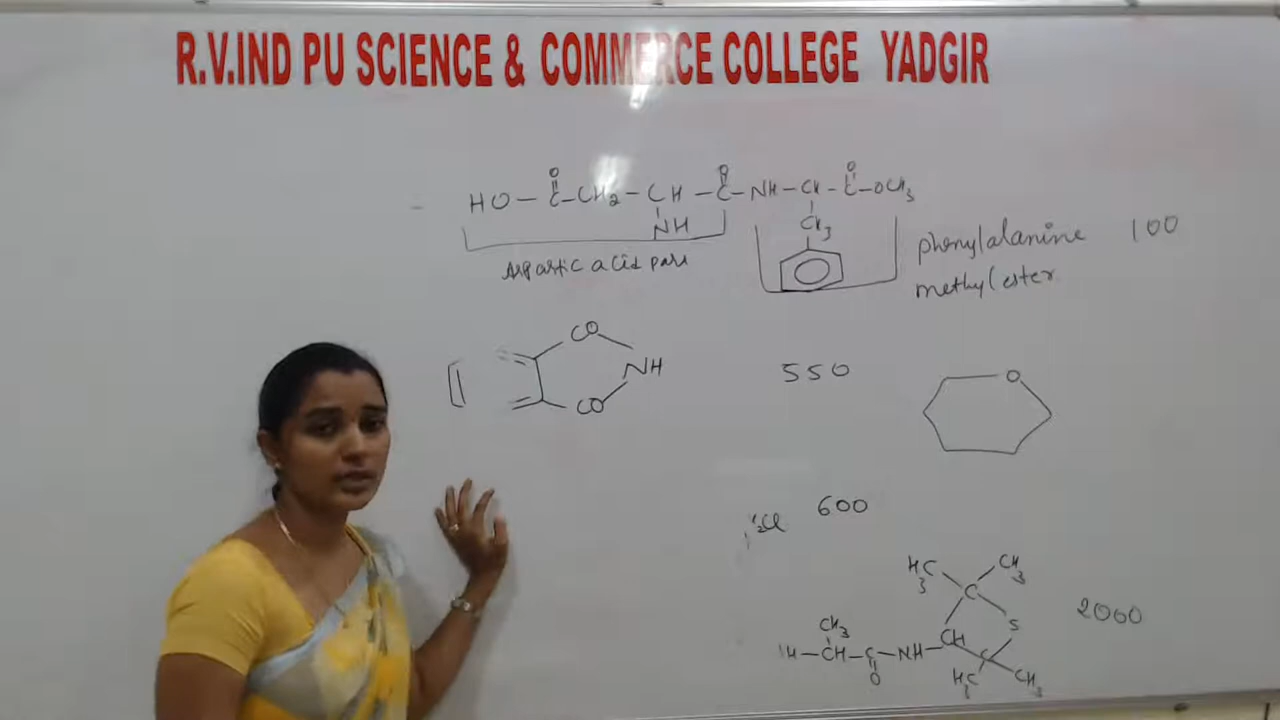 R.V.IND PU SCIENCE & COMMERCE COLLEGE YADGIR
HO - C - CH2 - CH - C - NH - CH - C - OCH3
O O O
NH CH3
Aspartic acid part
phenylalanine 100
methyl ester
CO
NH
CO
550
O
600
H3C CH3
C
S
2000
CH3
H - CH - C - NH - CH
O
C
H3C CH3